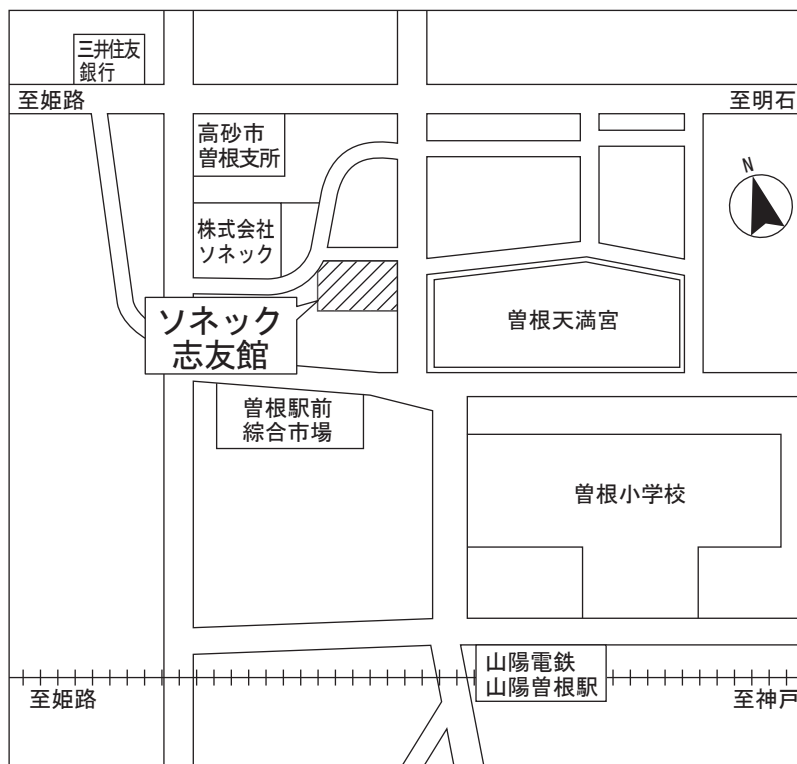 三井住友
銀行
至姫路
至明石
高砂市
曽根支所
N
株式会社
ソネック
ソネック
志友館
曽根天満宮
曽根駅前
綜合市場
曽根小学校
山陽電鉄
山陽曽根駅
至姫路
至神戸